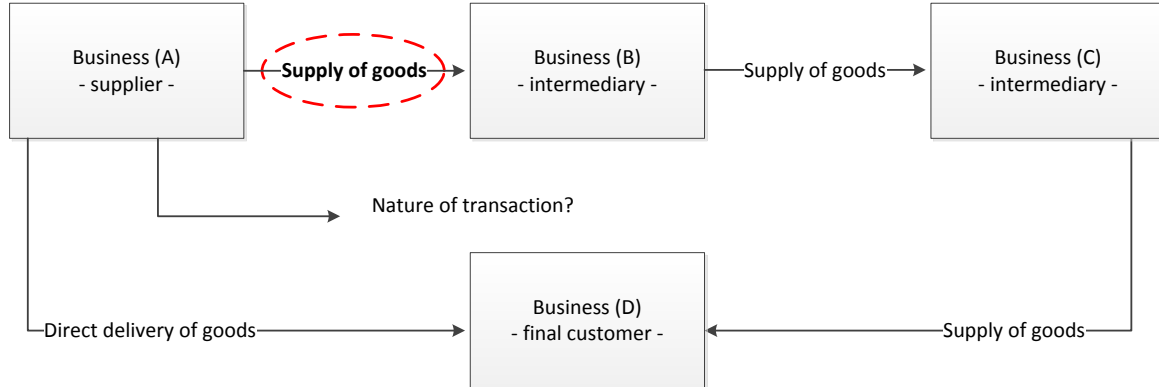 Business (A)
- supplier -
Supply of goods
Business (B)
- intermediary -
Supply of goods
Business (C)
- intermediary -
Nature of transaction?
Business (D)
- final customer -
Direct delivery of goods
Supply of goods